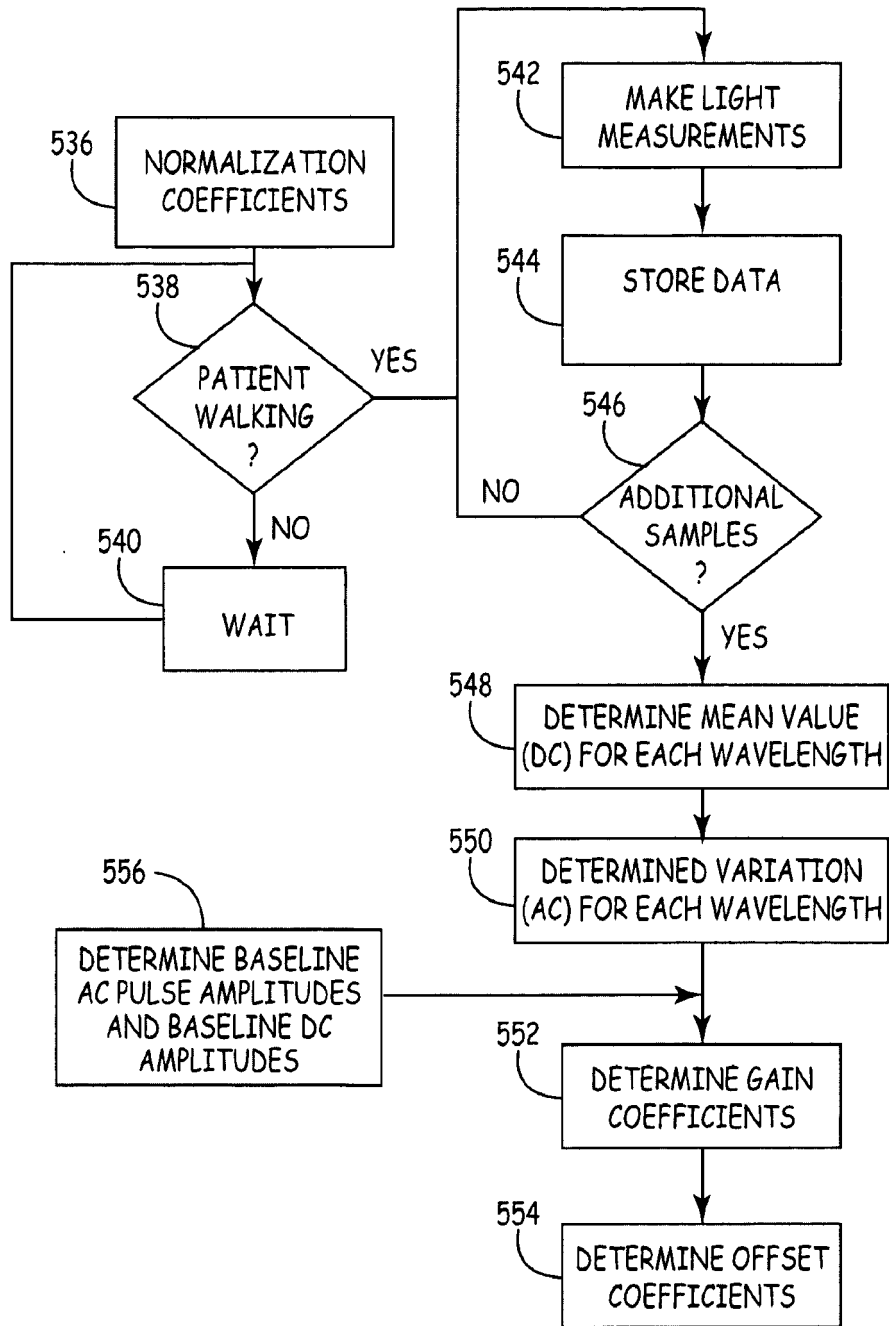 536
NORMALIZATION
COEFFICIENTS
538
PATIENT
WALKING
?
YES
NO
540
WAIT
542
MAKE LIGHT
MEASUREMENTS
544
STORE DATA
546
ADDITIONAL
SAMPLES
?
NO
YES
548
DETERMINE MEAN VALUE
(DC) FOR EACH WAVELENGTH
550
DETERMINED VARIATION
(AC) FOR EACH WAVELENGTH
556
DETERMINE BASELINE
AC PULSE AMPLITUDES
AND BASELINE DC
AMPLITUDES
552
DETERMINE GAIN
COEFFICIENTS
554
DETERMINE OFFSET
COEFFICIENTS